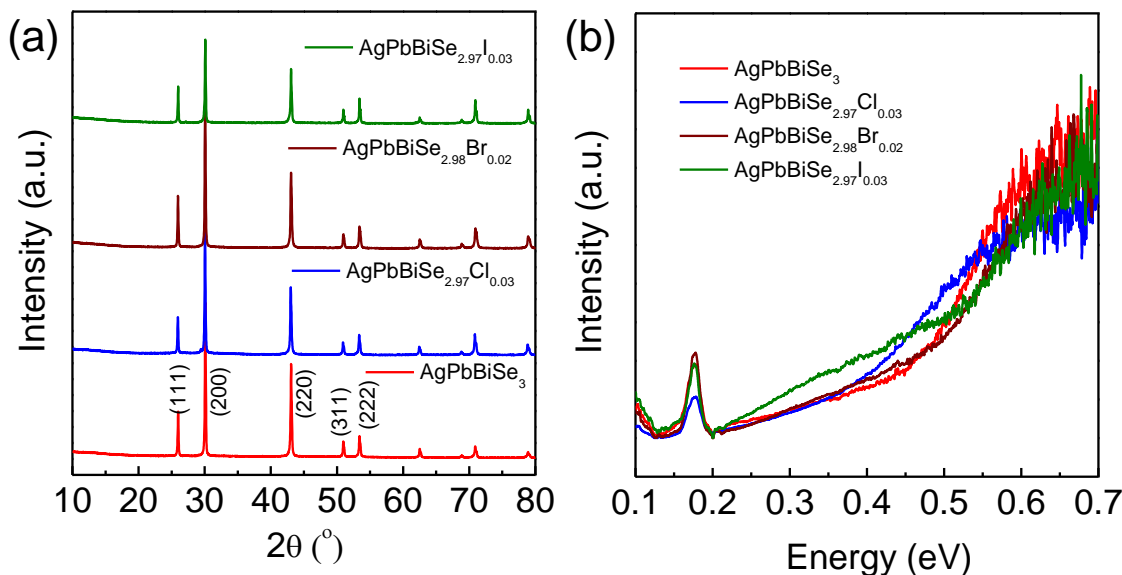 (a)
AgPbBiSe2.97I0.03
AgPbBiSe2.98Br0.02
AgPbBiSe2.97Cl0.03
AgPbBiSe3
(111)
(200)
(220)
(311)
(222)
10 20 30 40 50 60 70 80
2θ (°)
Intensity (a.u.)
(b)
AgPbBiSe3
AgPbBiSe2.97Cl0.03
AgPbBiSe2.98Br0.02
AgPbBiSe2.97I0.03
0.1 0.2 0.3 0.4 0.5 0.6 0.7
Energy (eV)
Intensity (a.u.)